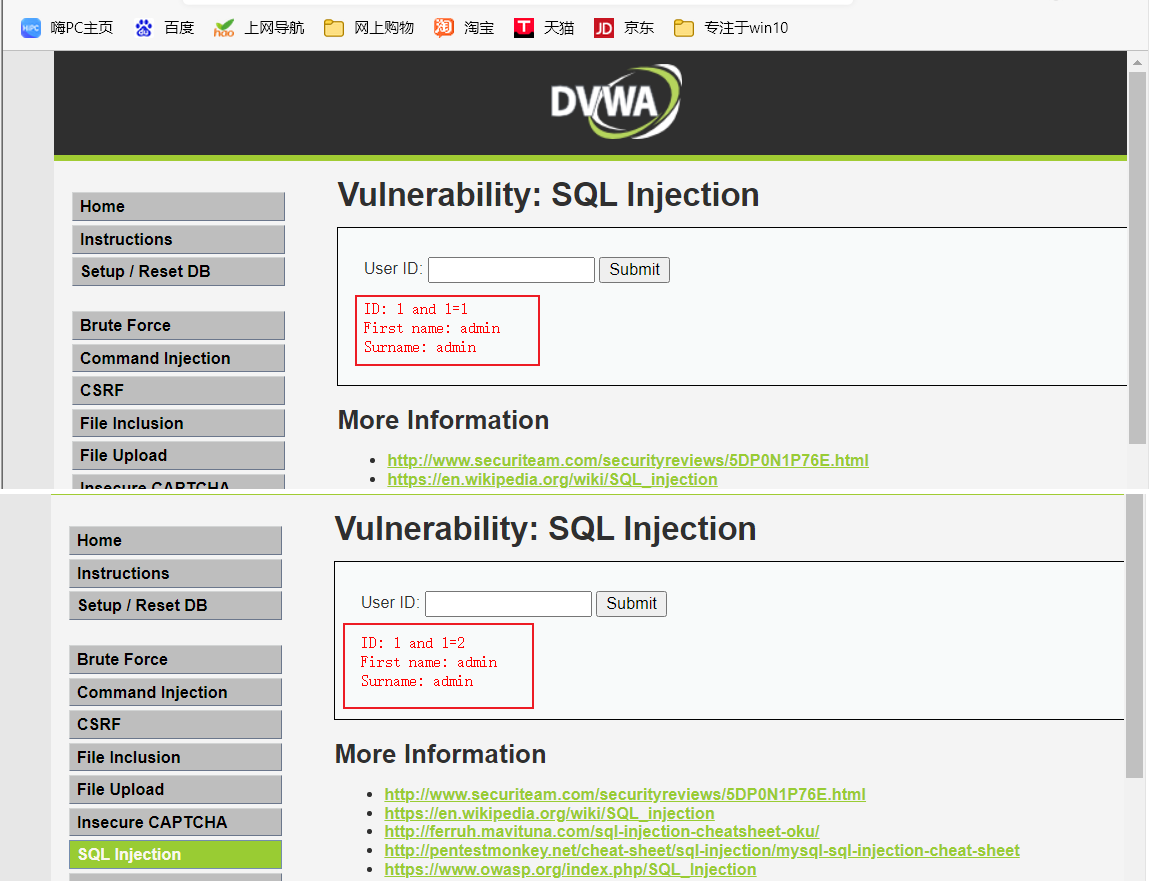 HiPC 嗨PC主页 百度 hao 上网导航 网上购物 淘 淘宝 T 天猫 JD 京东 专注于win10
DVWA
Vulnerability: SQL Injection
Home
Instructions
Setup / Reset DB
Brute Force
Command Injection
CSRF
File Inclusion
File Upload
Insecure CAPTCHA
User ID: Submit
ID: 1 and 1=1
First name: admin
Surname: admin
More Information
http://www.securiteam.com/securityreviews/5DP0N1P76E.html
https://en.wikipedia.org/wiki/SQL_injection
Vulnerability: SQL Injection
Home
Instructions
Setup / Reset DB
Brute Force
Command Injection
CSRF
File Inclusion
File Upload
Insecure CAPTCHA
SQL Injection
User ID: Submit
ID: 1 and 1=2
First name: admin
Surname: admin
More Information
http://www.securiteam.com/securityreviews/5DP0N1P76E.html
https://en.wikipedia.org/wiki/SQL_injection
http://ferruh.mavituna.com/sql-injection-cheatsheet-oku/
http://pentestmonkey.net/cheat-sheet/sql-injection/mysql-sql-injection-cheat-sheet
https://www.owasp.org/index.php/SQL_Injection